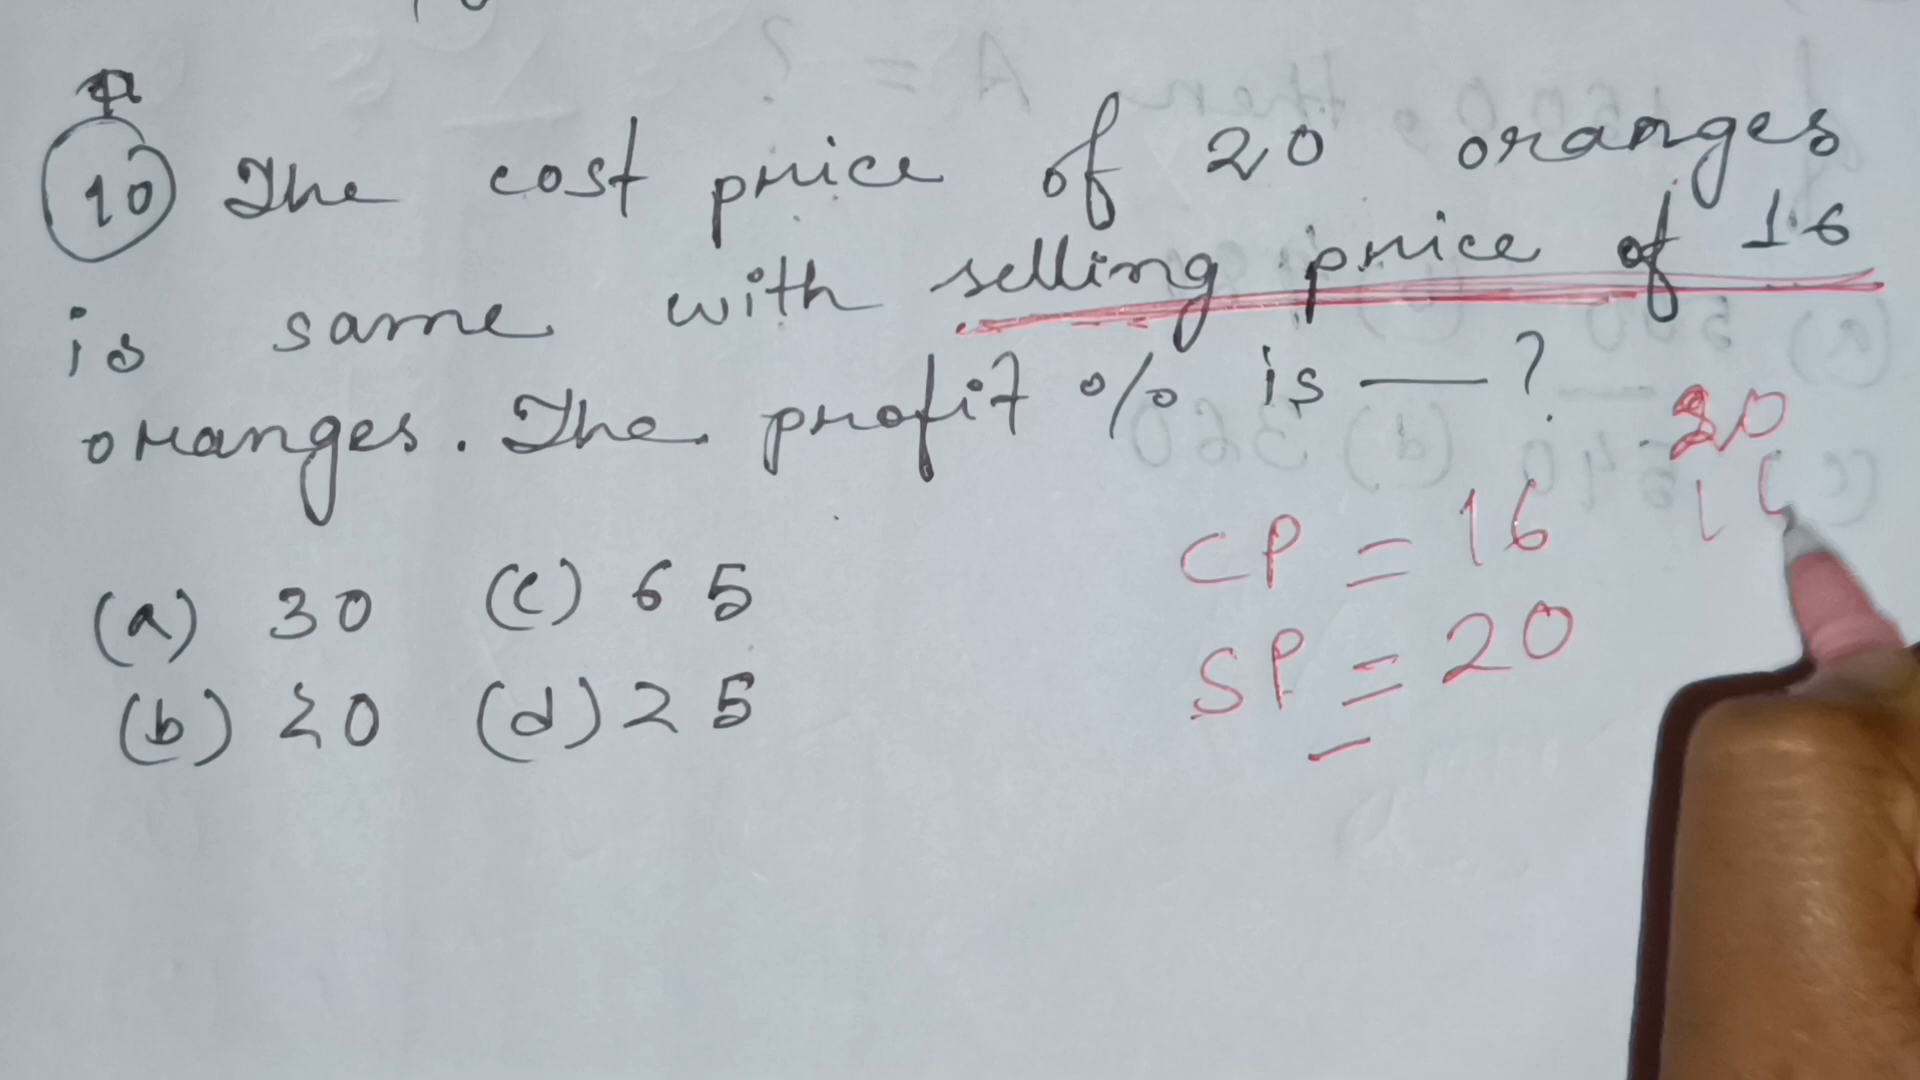 10 The cost price of 20 oranges
is same with selling price of 16
oranges. The profit % is — ?
20
1
CP = 16
SP = 20
(a) 30 (c) 65
(b) 20 (d) 25